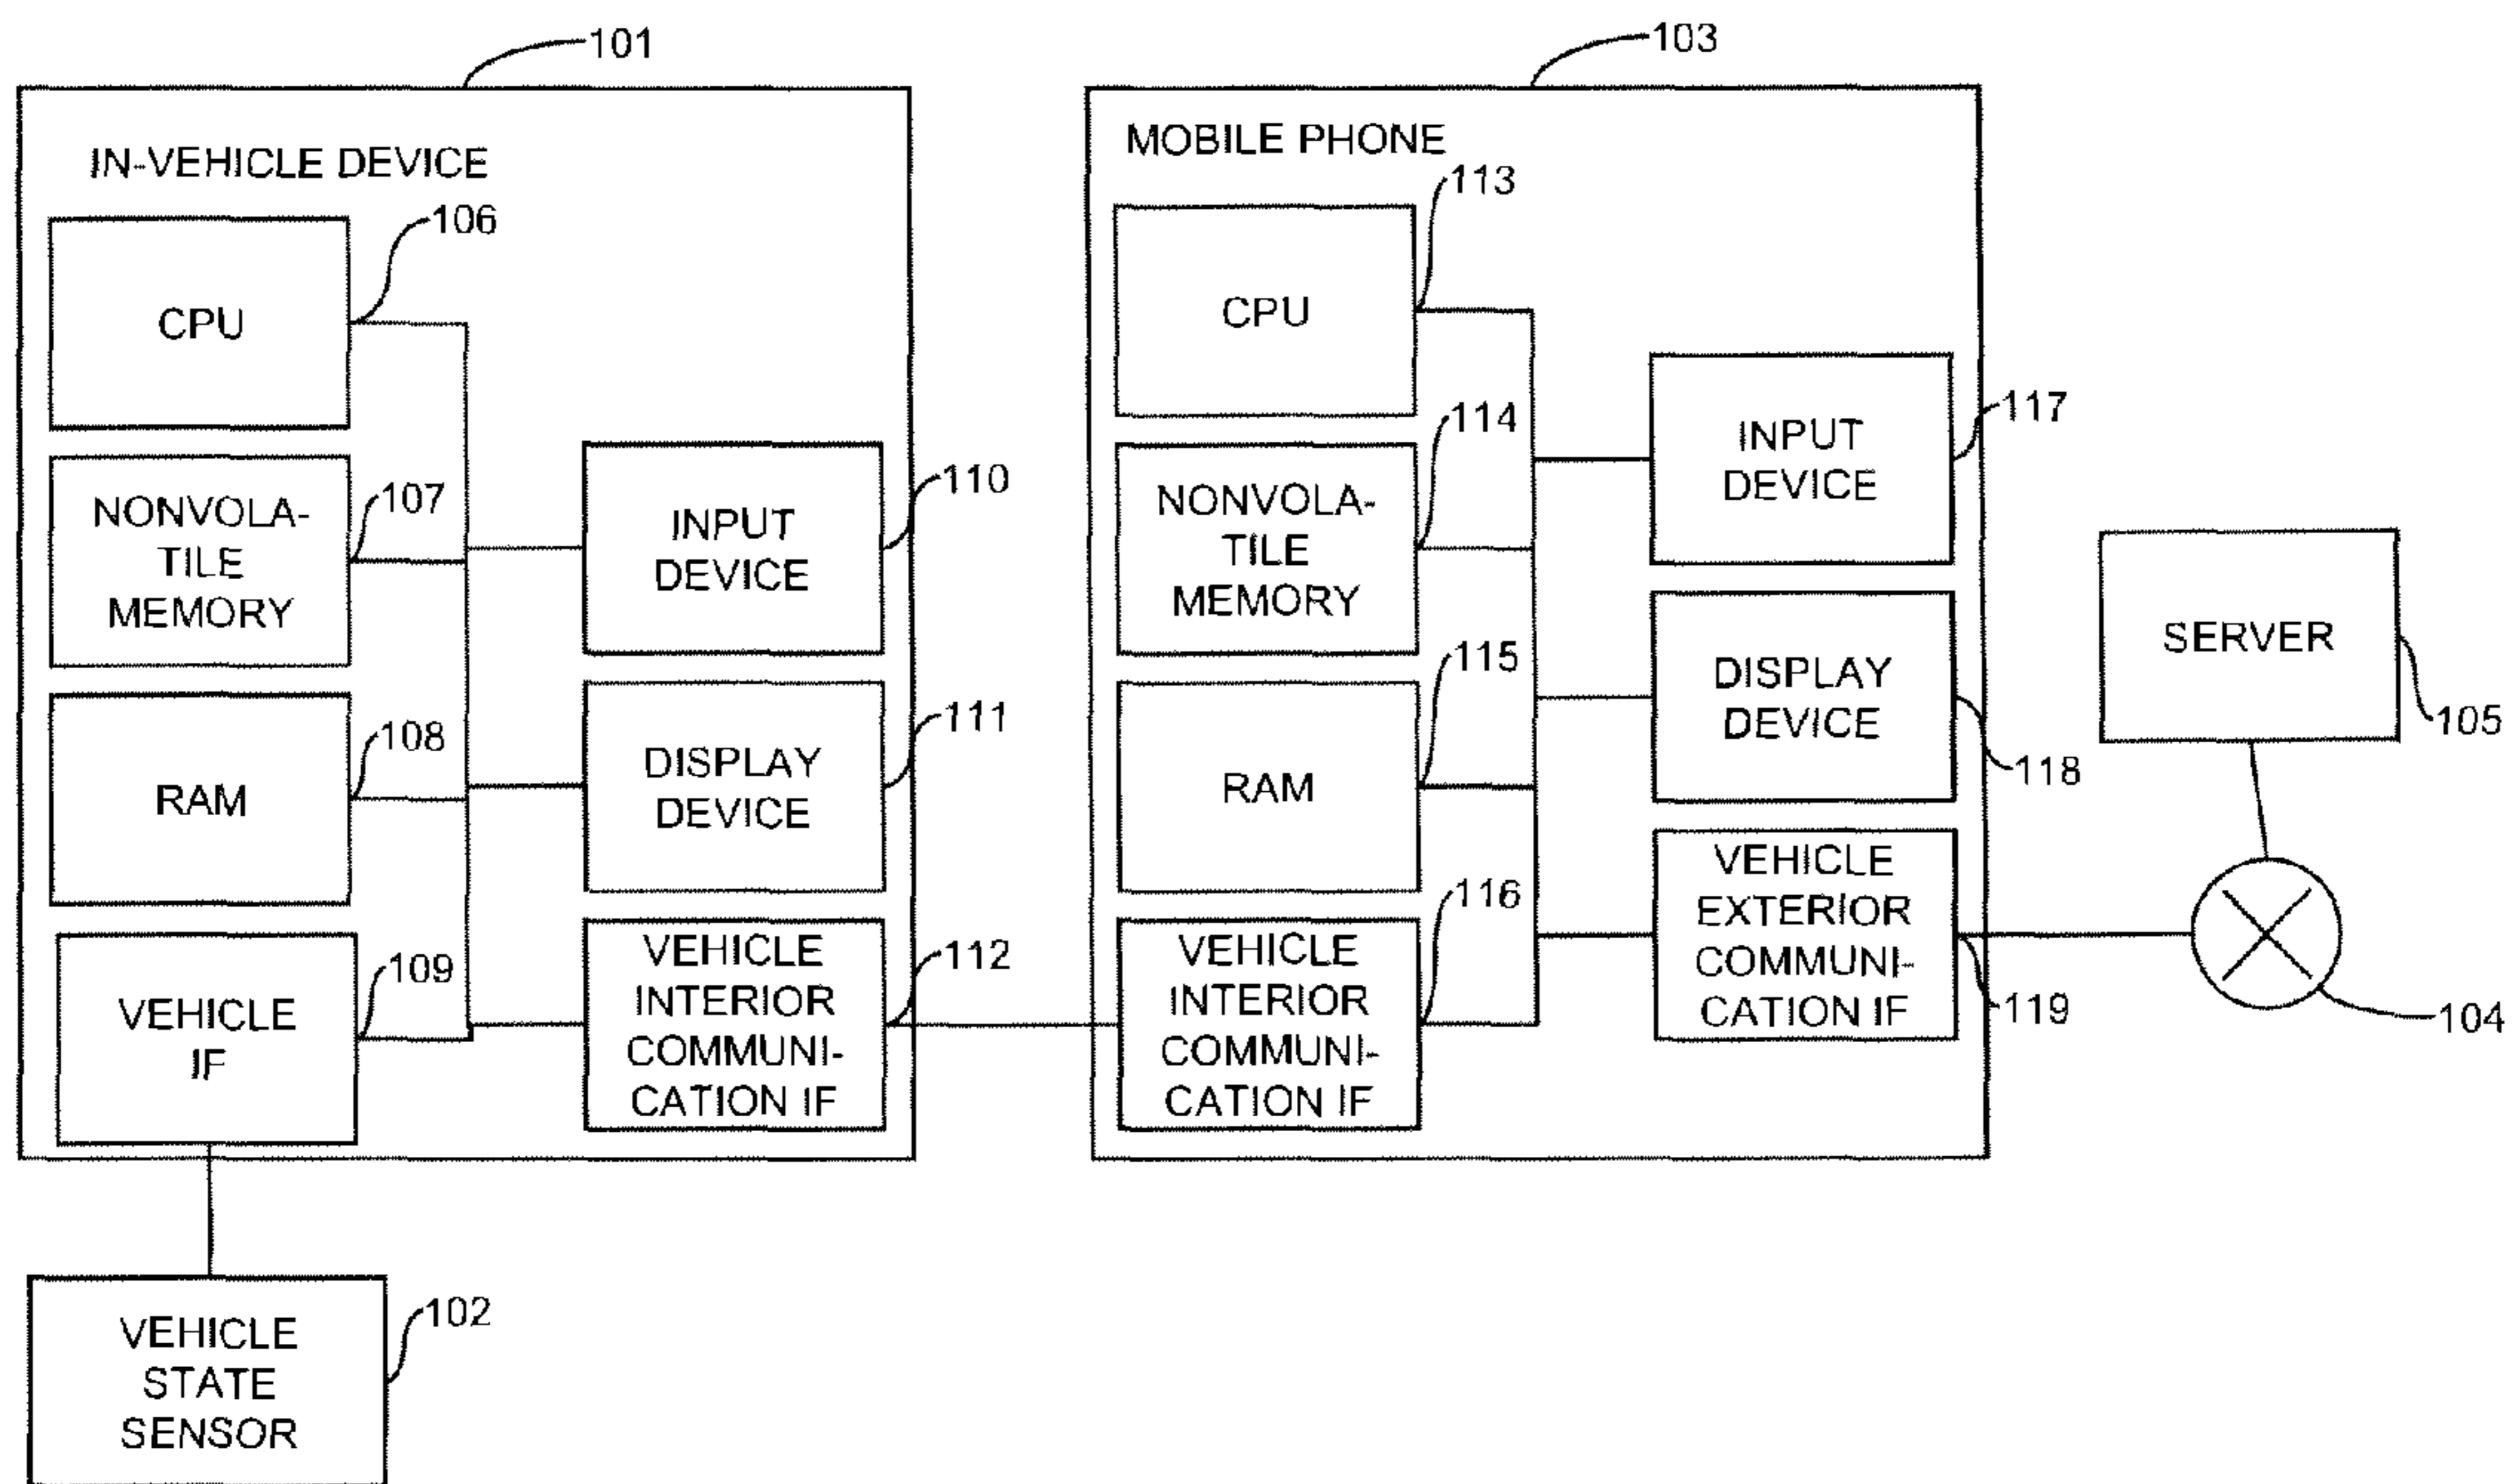 101
IN-VEHICLE DEVICE
CPU
106
NONVOLA-
TILE
MEMORY
107
RAM
108
VEHICLE
IF
109
INPUT
DEVICE
110
DISPLAY
DEVICE
111
VEHICLE
INTERIOR
COMMUNI-
CATION IF
112
VEHICLE
STATE
SENSOR
102
103
MOBILE PHONE
CPU
113
NONVOLA-
TILE
MEMORY
114
RAM
115
VEHICLE
INTERIOR
COMMUNI-
CATION IF
116
INPUT
DEVICE
117
DISPLAY
DEVICE
118
VEHICLE
EXTERIOR
COMMUNI-
CATION IF
119
SERVER
105
104